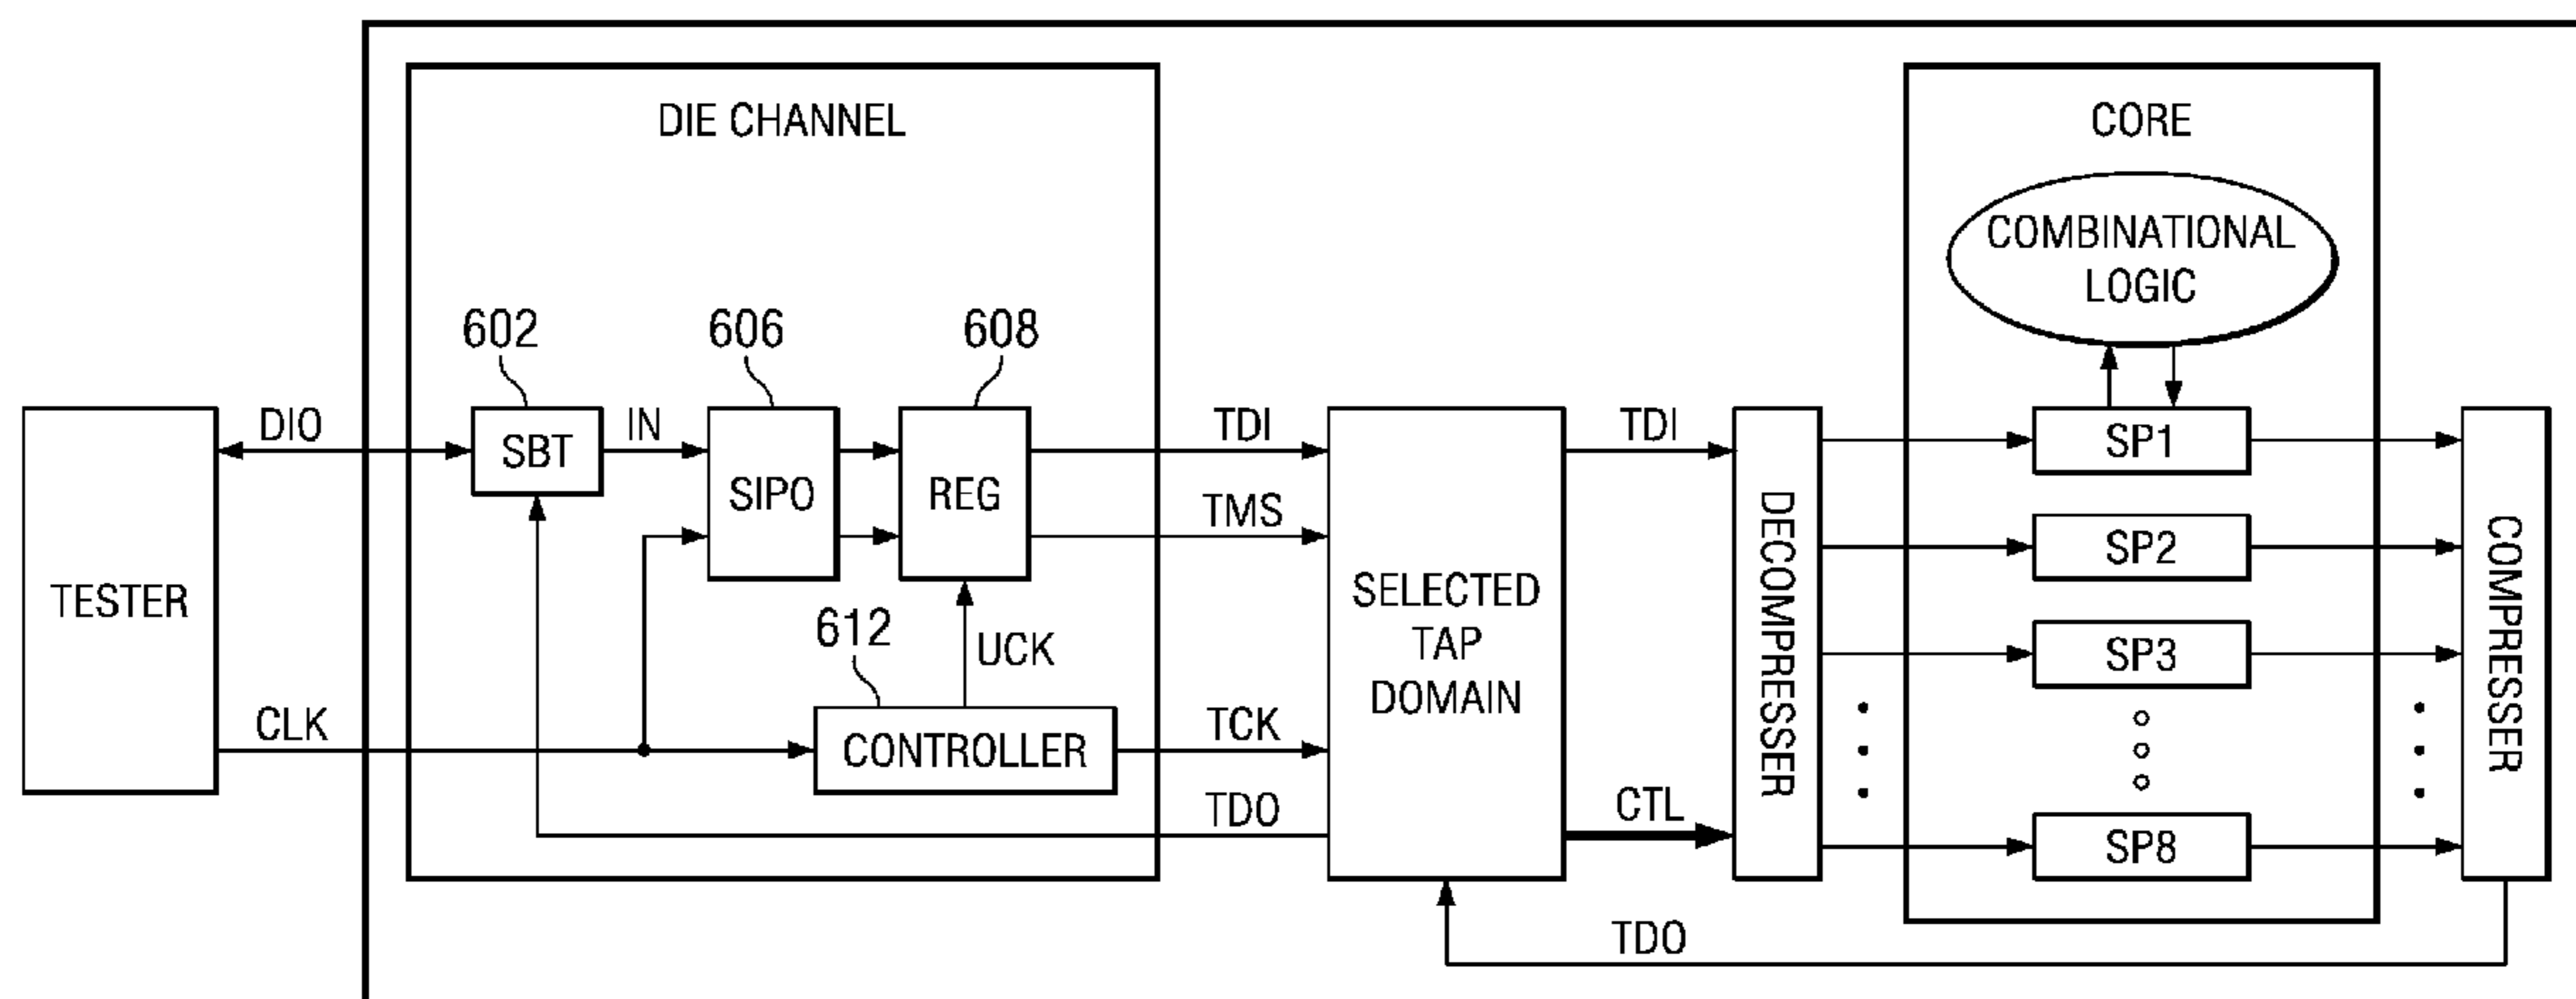 DIE CHANNEL
CORE
COMBINATIONAL
LOGIC
602
606
608
DIO
SBT
IN
SIPO
REG
TDI
TMS
TDI
SP1
SP2
SP3
SP8
TESTER
612
UCK
CLK
CONTROLLER
TCK
TDO
SELECTED
TAP
DOMAIN
CTL
DECOMPRESSER
COMPRESSER
TDO